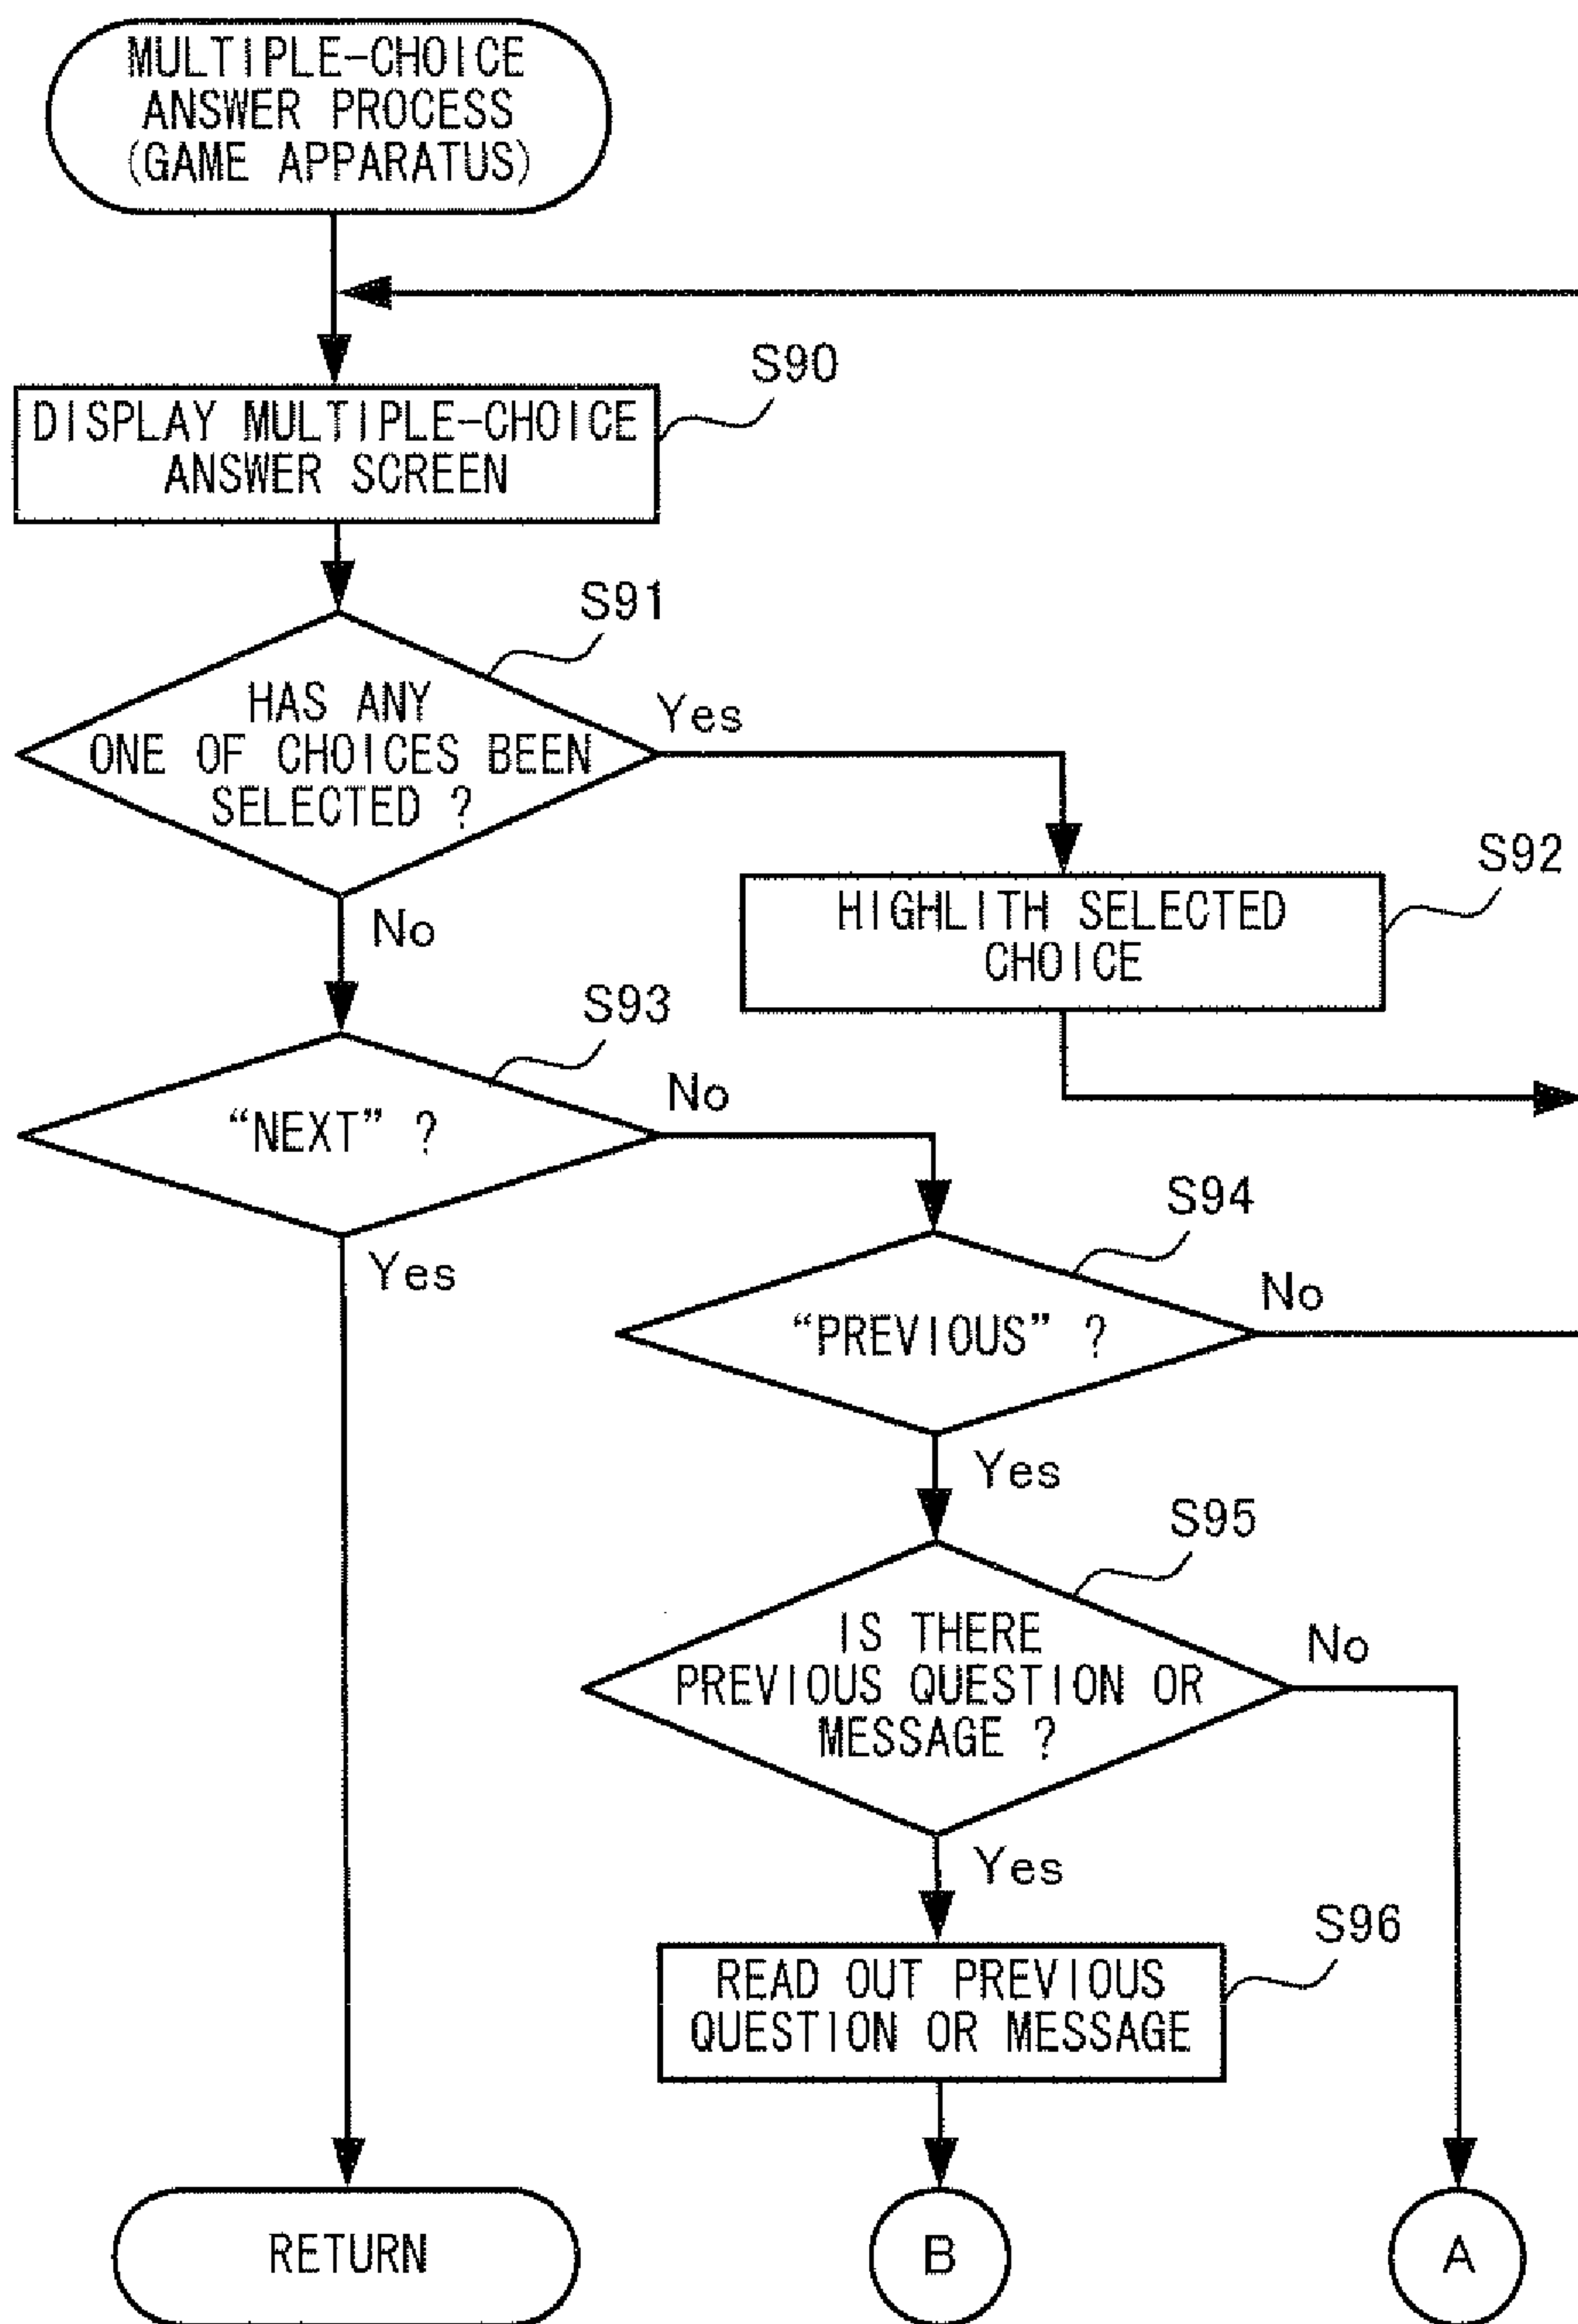 MULTIPLE-CHOICE
ANSWER PROCESS
(GAME APPARATUS)
S90
DISPLAY MULTIPLE-CHOICE
ANSWER SCREEN
S91
HAS ANY
ONE OF CHOICES BEEN
SELECTED ?
Yes
No
S92
HIGHLITH SELECTED
CHOICE
S93
“NEXT” ?
No
Yes
S94
“PREVIOUS” ?
No
Yes
S95
IS THERE
PREVIOUS QUESTION OR
MESSAGE ?
No
Yes
S96
READ OUT PREVIOUS
QUESTION OR MESSAGE
RETURN
B
A